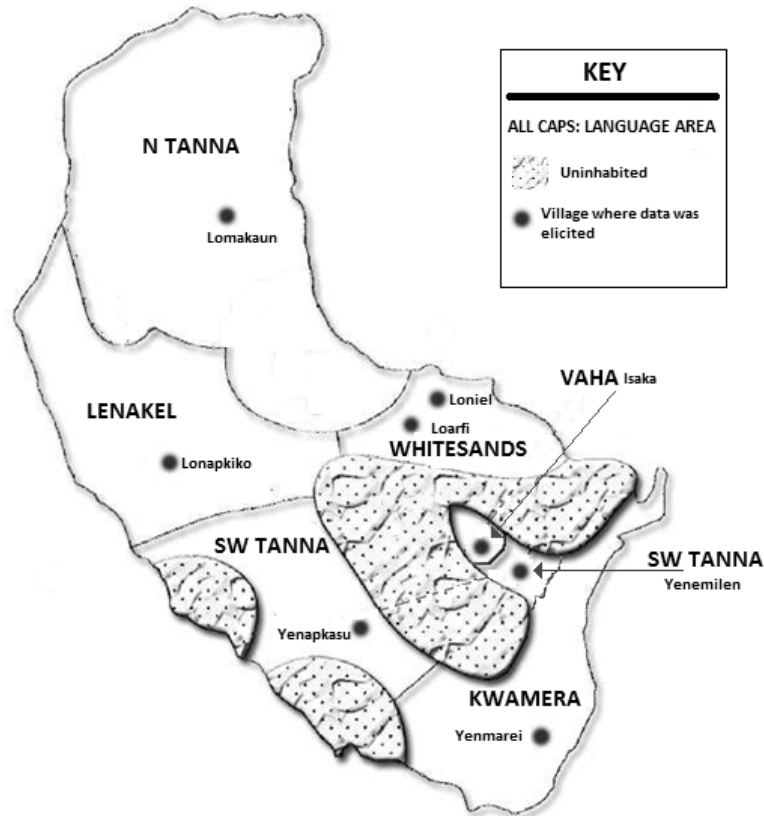 KEY
ALL CAPS: LANGUAGE AREA
Uninhabited
Village where data was
elicited
N TANNA
Lomakaun
VAHA Isaka
LENAKEL
Loniel
Loarfi
WHITESANDS
Lonapkiko
SW TANNA
SW TANNA
Yenemilen
Yenapkasu
KWAMERA
Yenmarei